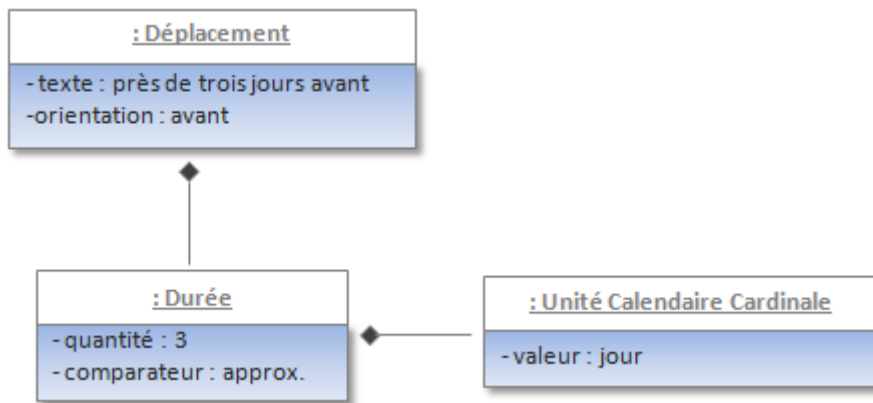 : Déplacement
- texte : près de trois jours avant
-orientation : avant
: Durée
- quantité : 3
- comparateur : approx.
: Unité Calendaire Cardinale
- valeur : jour